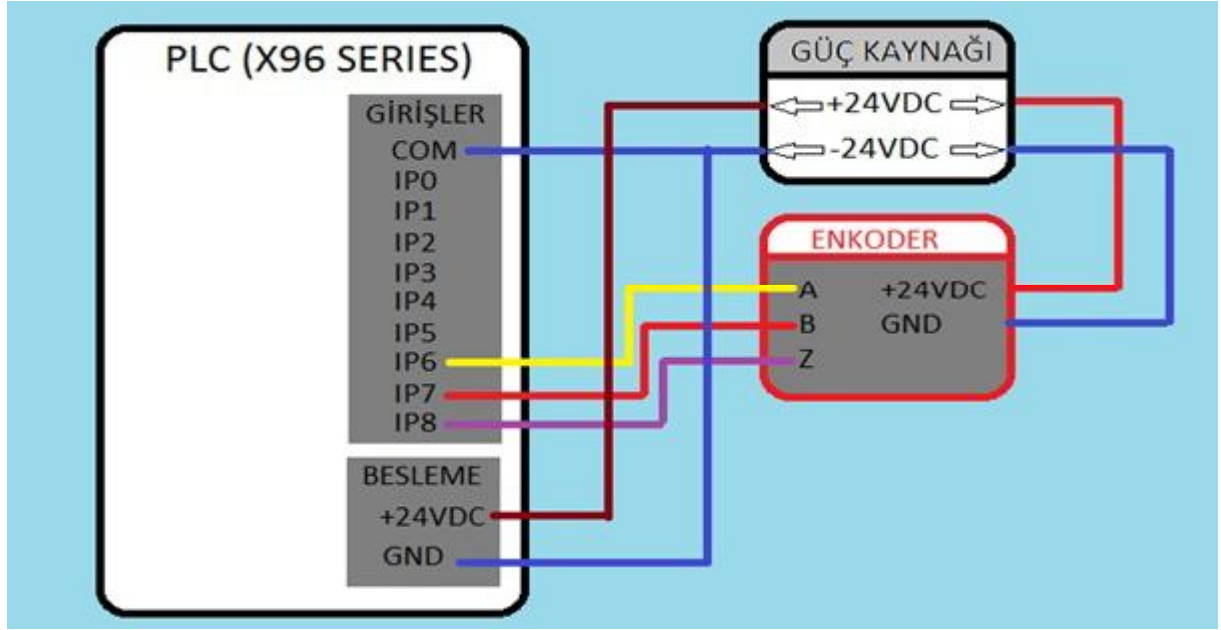 PLC (X96 SERIES)
GİRİŞLER
COM
IP0
IP1
IP2
IP3
IP4
IP5
IP6
IP7
IP8
BESLEME
+24VDC
GND
GÜÇ KAYNAĞI
+24VDC
-24VDC
ENKODER
A +24VDC
B GND
Z